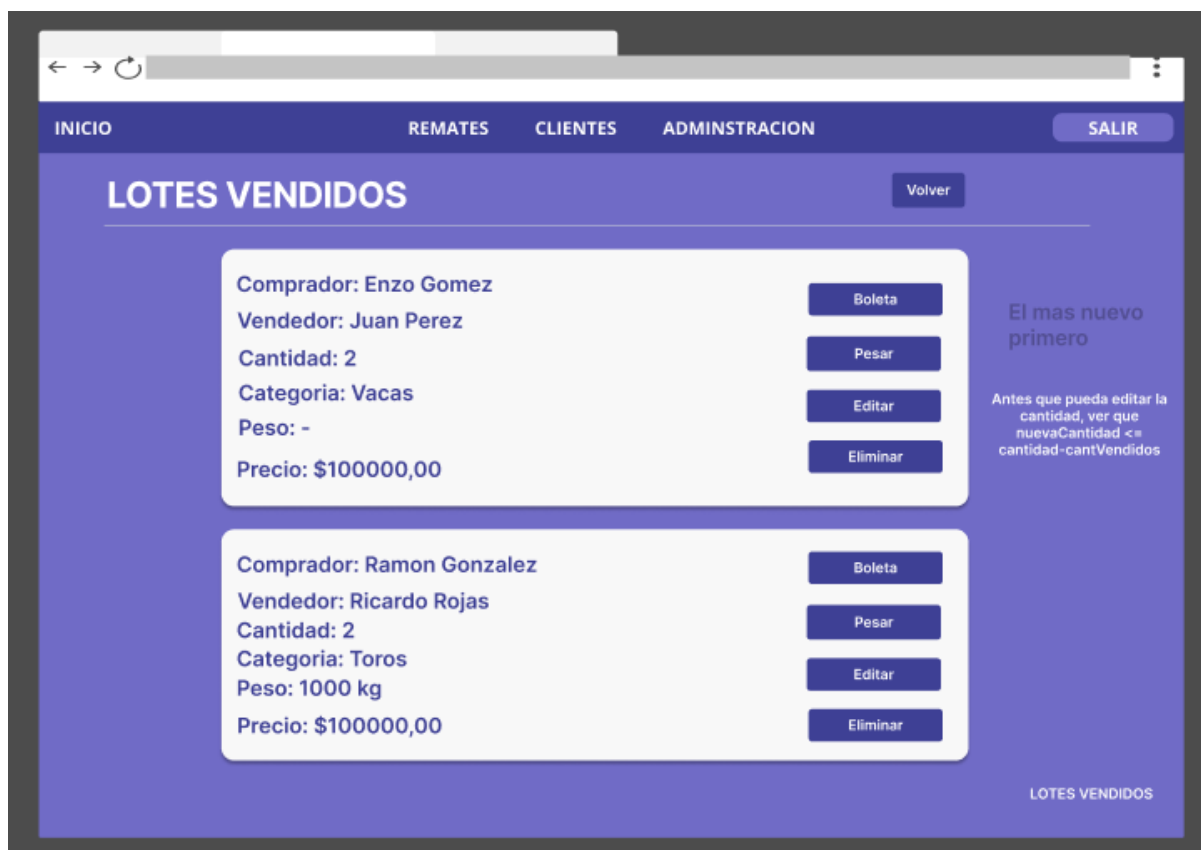 INICIO REMATES CLIENTES ADMINSTRACION SALIR
LOTES VENDIDOS
Volver
Comprador: Enzo Gomez
Vendedor: Juan Perez
Cantidad: 2
Categoria: Vacas
Peso: -
Precio: $100000,00
Boleta
Pesar
Editar
Eliminar
El mas nuevo
primero
Antes que pueda editar la
cantidad, ver que
nuevaCantidad <=
cantidad-cantVendidos
Comprador: Ramon Gonzalez
Vendedor: Ricardo Rojas
Cantidad: 2
Categoria: Toros
Peso: 1000 kg
Precio: $100000,00
Boleta
Pesar
Editar
Eliminar
LOTES VENDIDOS